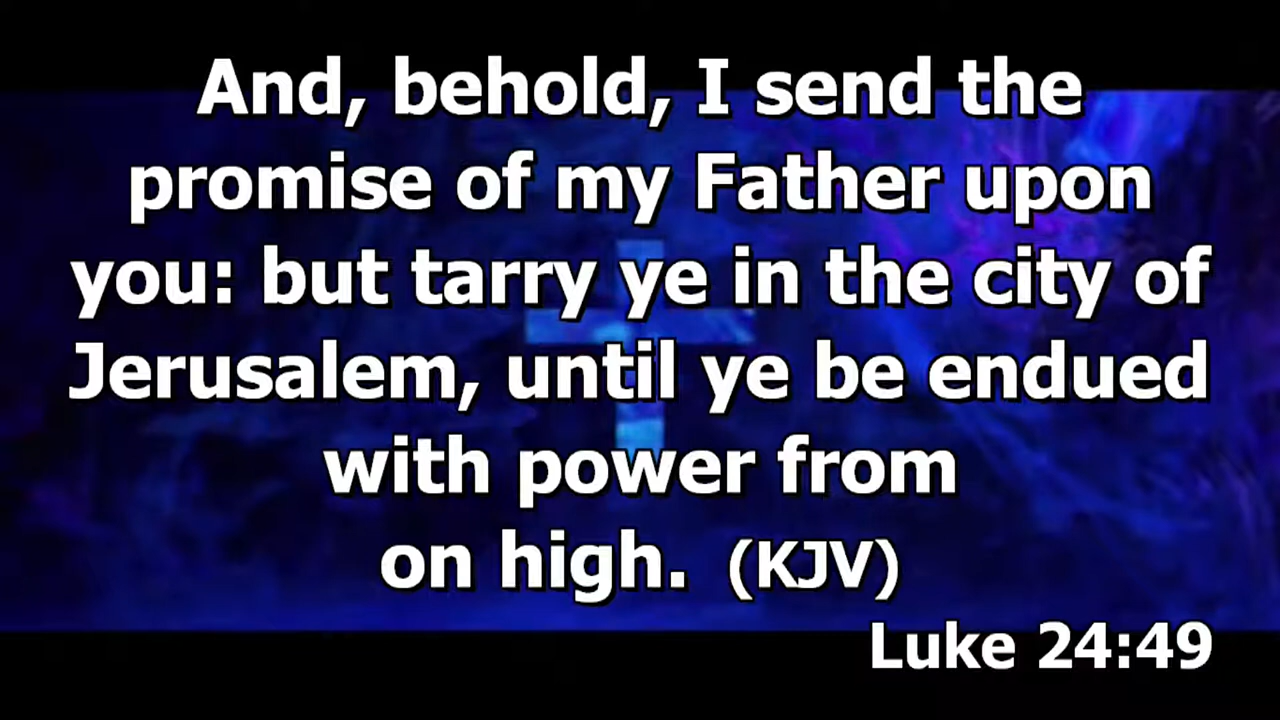 And, behold, I send the
promise of my Father upon
you: but tarry ye in the city of
Jerusalem, until ye be endued
with power from
on high. (KJV)
Luke 24:49